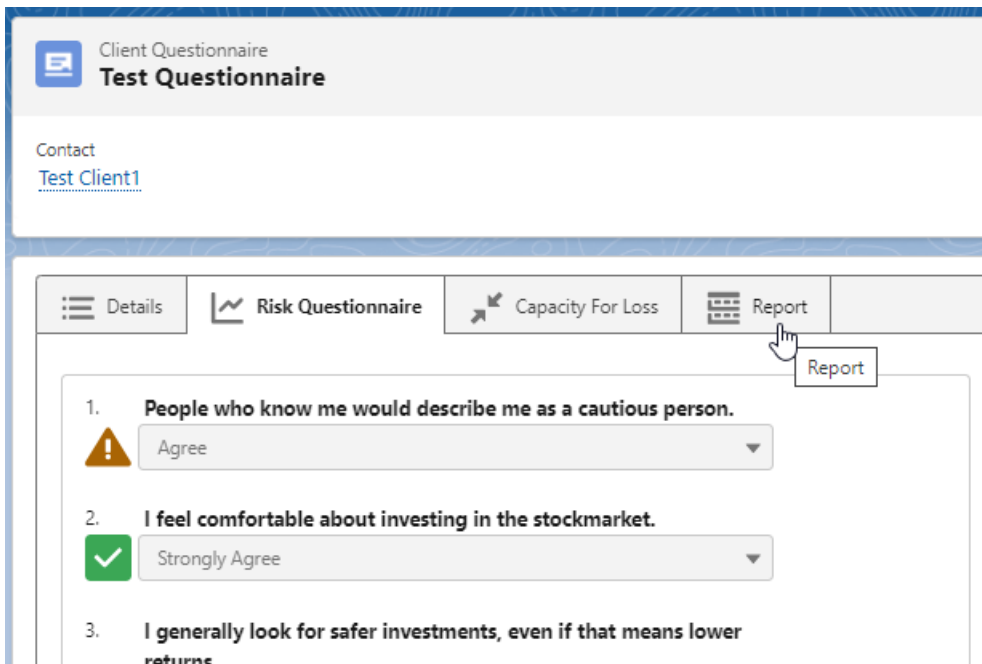 Client Questionnaire
Test Questionnaire
Contact
Test Client1
Details
Risk Questionnaire
Capacity For Loss
Report
Report
1. People who know me would describe me as a cautious person.
Agree
2. I feel comfortable about investing in the stockmarket.
Strongly Agree
3. I generally look for safer investments, even if that means lower
returns